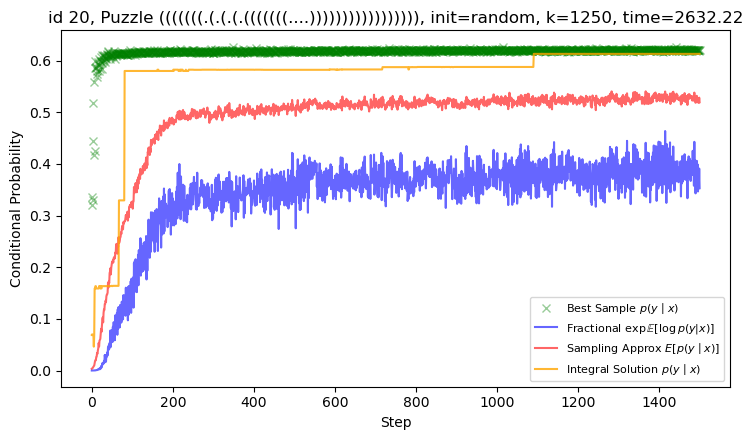 id 20, Puzzle (((((((.(.(.(.(((((((....))))))))))))))))), init=random, k=1250, time=2632.22
Conditional Probability
0.6
0.5
0.4
0.3
0.2
0.1
0.0
Best Sample p(y | x)
Fractional exp𝔼[log p(y|x)]
Sampling Approx E[p(y | x)]
Integral Solution p(y | x)
0 200 400 600 800 1000 1200 1400
Step